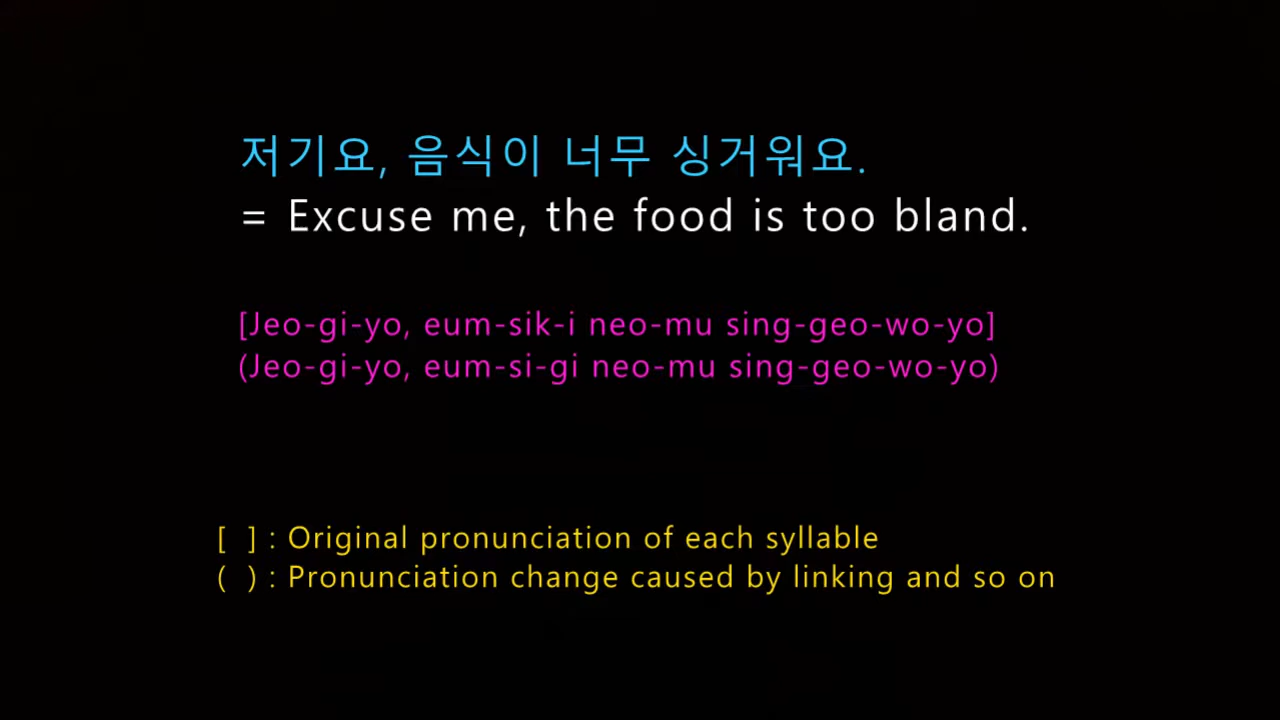 저기요, 음식이 너무 싱거워요.
= Excuse me, the food is too bland.
[Jeo-gi-yo, eum-sik-i neo-mu sing-geo-wo-yo]
(Jeo-gi-yo, eum-si-gi neo-mu sing-geo-wo-yo)
[ ] : Original pronunciation of each syllable
( ) : Pronunciation change caused by linking and so on